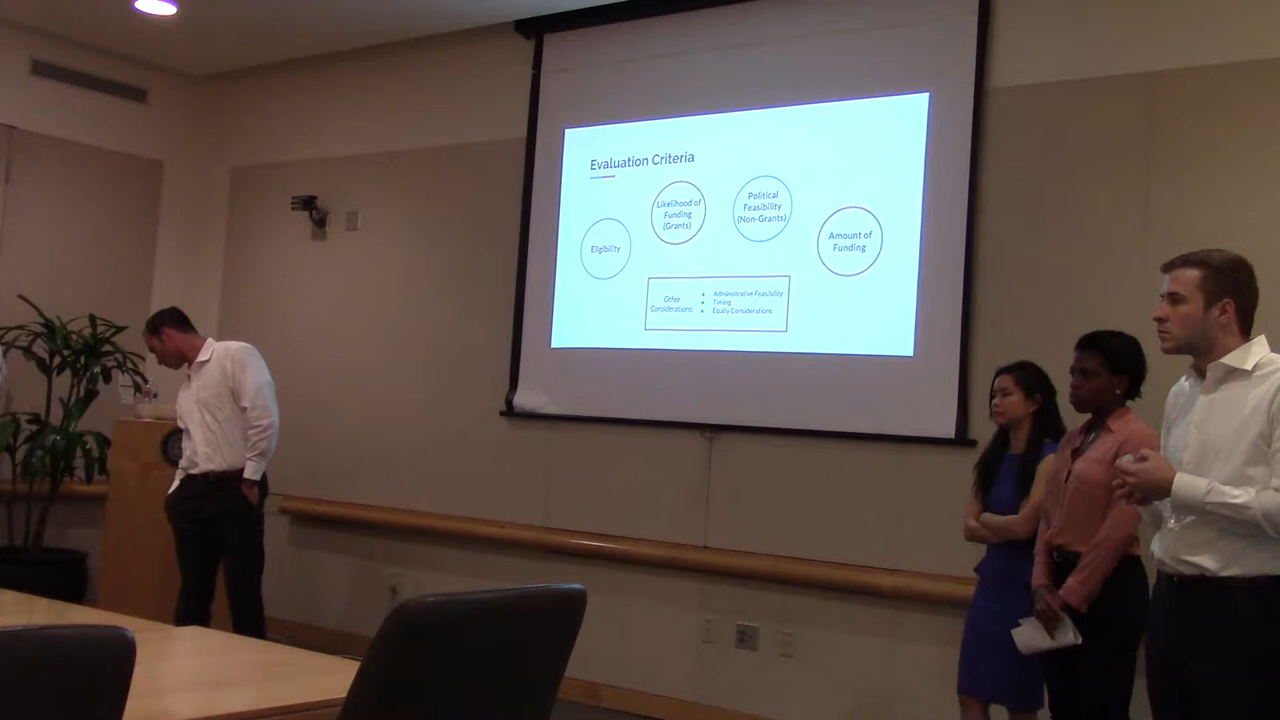 Evaluation Criteria
Eligibility
Likelihood of
Funding
(Grants)
Political
Feasibility
(Non-Grants)
Amount of
Funding
Other
Considerations:
• Administrative Feasibility
• Timing
• Equity Considerations